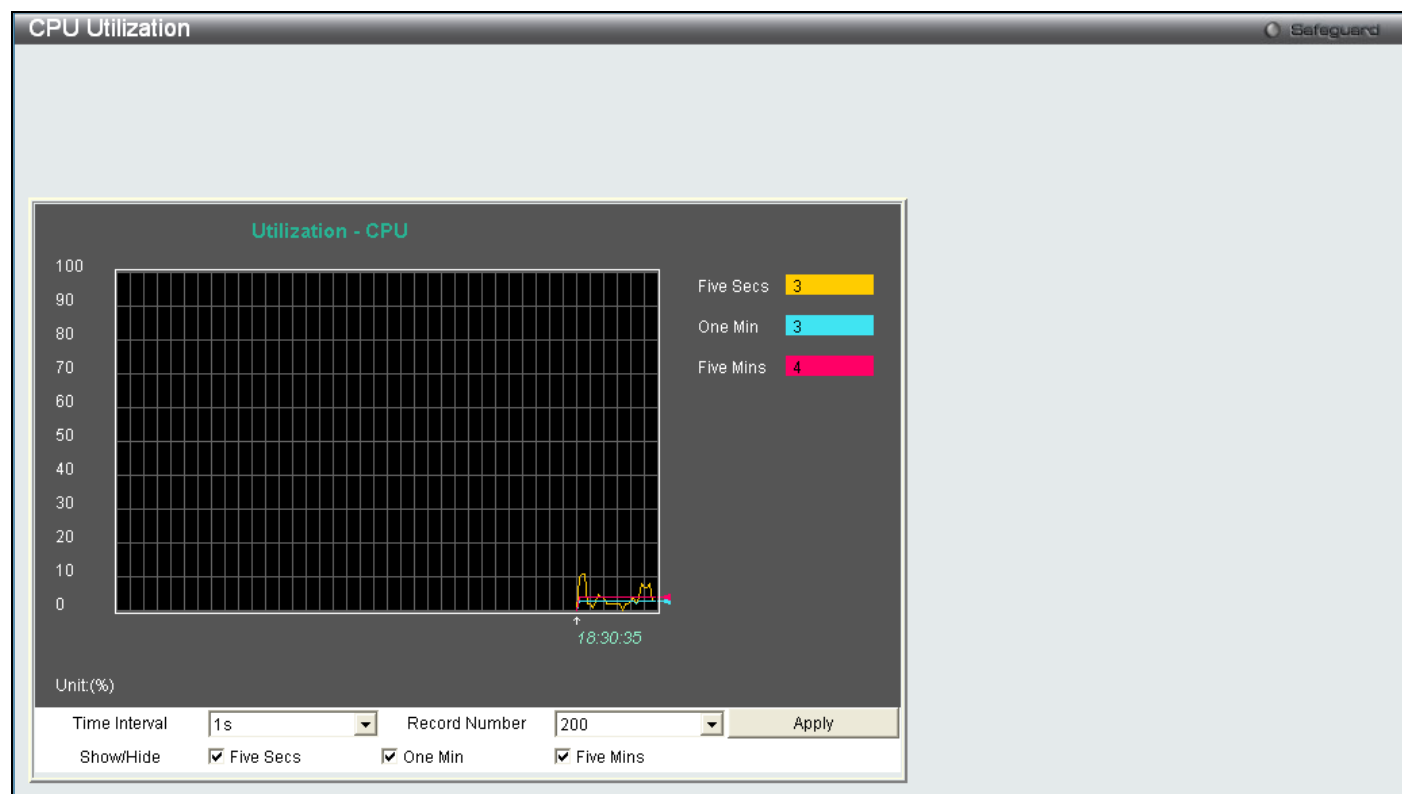 CPU Utilization
Safeguard
Utilization - CPU
100
90
80
70
60
50
40
30
20
10
0
Five Secs 3
One Min 3
Five Mins 4
18:30:35
Unit:(%)
Time Interval 1s Record Number 200 Apply
Show/Hide Five Secs One Min Five Mins